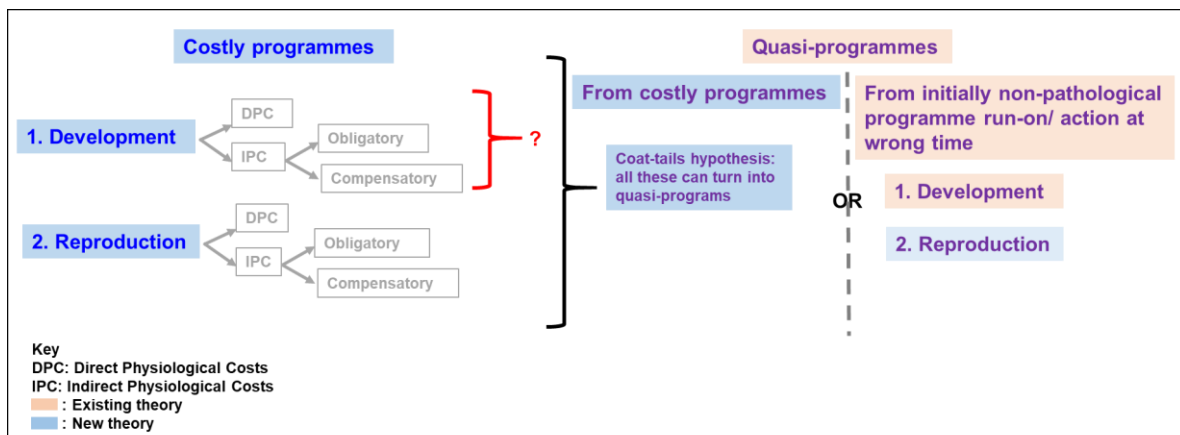 Costly programmes
Quasi-programmes
1. Development
DPC
IPC
Obligatory
Compensatory
?
2. Reproduction
DPC
IPC
Obligatory
Compensatory
From costly programmes
Coat-tails hypothesis:
all these can turn into
quasi-programs
OR
From initially non-pathological
programme run-on/ action at
wrong time
1. Development
2. Reproduction
Key
DPC: Direct Physiological Costs
IPC: Indirect Physiological Costs
: Existing theory
: New theory